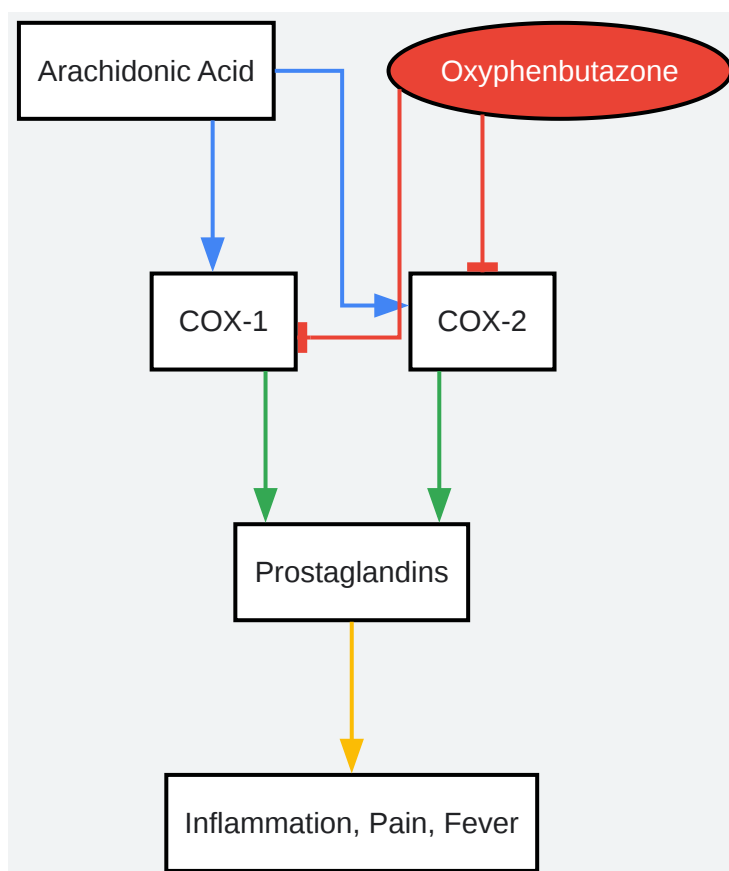 Arachidonic Acid
Oxyphenbutazone
COX-1
COX-2
Prostaglandins
Inflammation, Pain, Fever